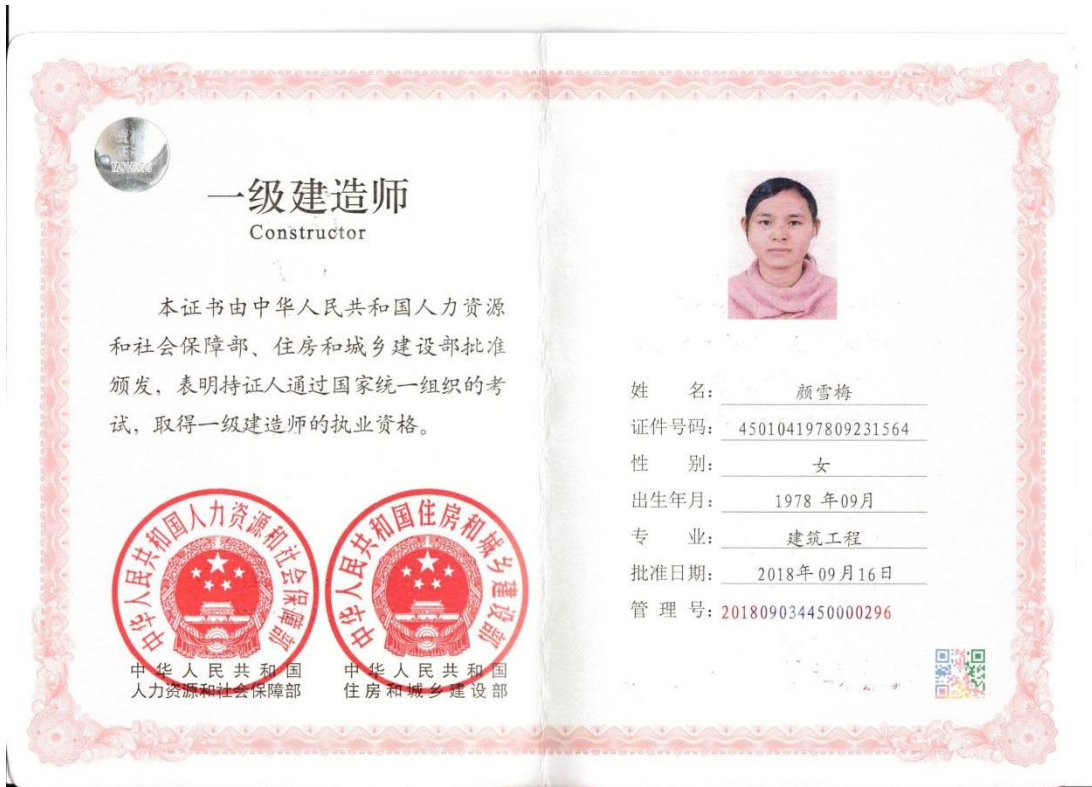 一级建造师
Constructor
本证书由中华人民共和国人力资源
和社会保障部、住房和城乡建设部批准
颁发，表明持证人通过国家统一组织的考
试，取得一级建造师的执业资格。
中华人民共和国人力资源和社会保障部
中华人民共和国住房和城乡建设部
中华人民共和国
人力资源和社会保障部
中华人民共和国
住房和城乡建设部
姓 名： 颜雪梅
证件号码： 450104197809231564
性 别： 女
出生年月： 1978 年09月
专 业： 建筑工程
批准日期： 2018年09月16日
管 理 号：201809034450000296